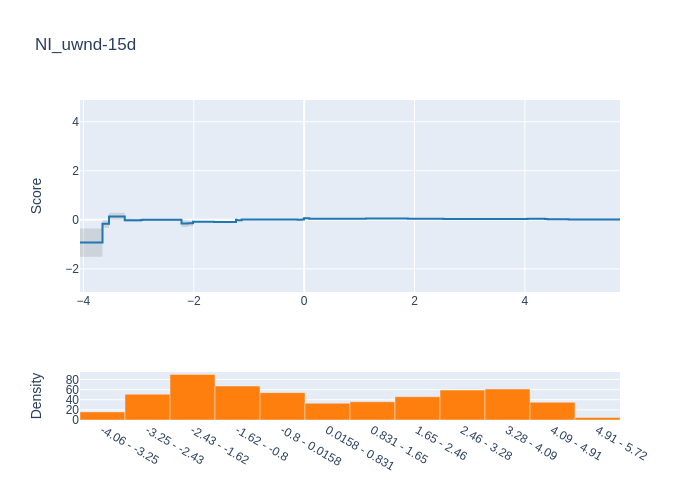 NI_uwnd-15d
Score
4
2
0
−2
−4
−2
0
2
4
Density
80
60
40
20
0
-4.06 - -3.25
-3.25 - -2.43
-2.43 - -1.62
-1.62 - -0.8
-0.8 - 0.0158
0.0158 - 0.831
0.831 - 1.65
1.65 - 2.46
2.46 - 3.28
3.28 - 4.09
4.09 - 4.91
4.91 - 5.72